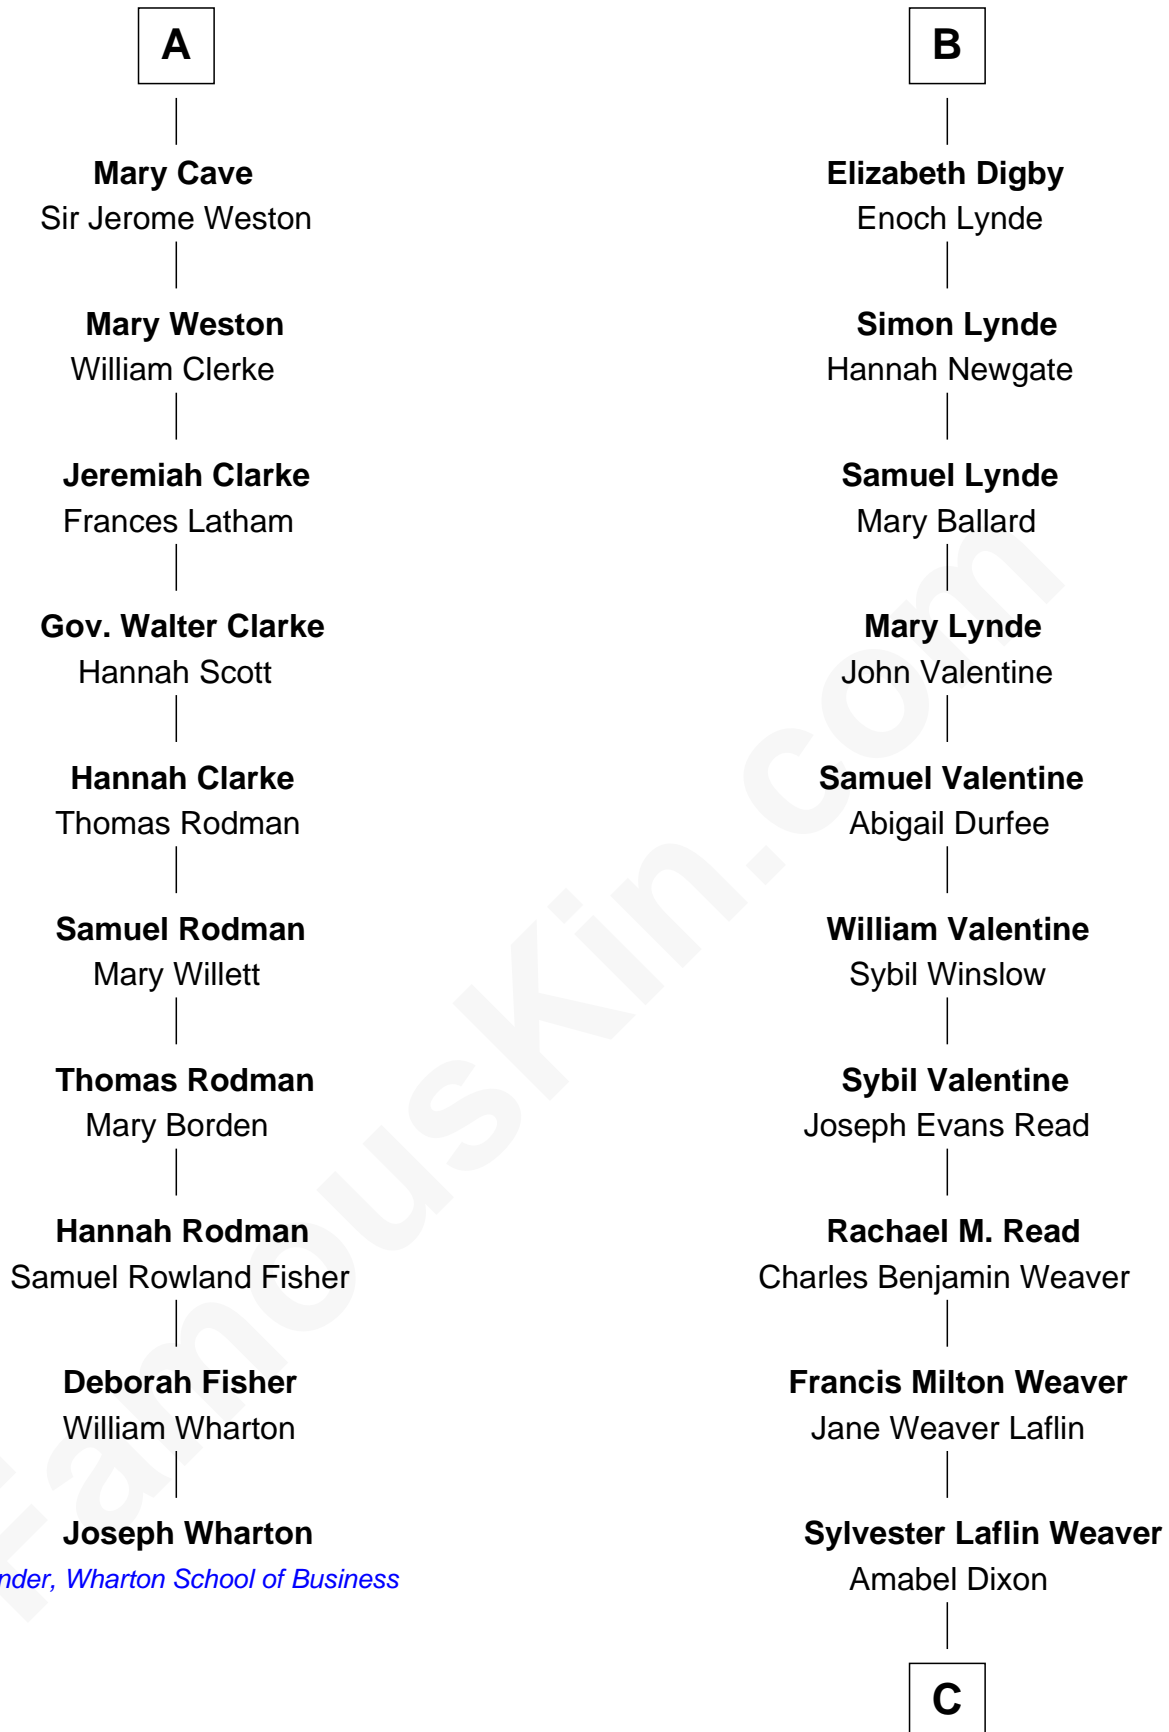 A
Mary Cave
Sir Jerome Weston
Mary Weston
William Clerke
Jeremiah Clarke
Frances Latham
Gov. Walter Clarke
Hannah Scott
Hannah Clarke
Thomas Rodman
Samuel Rodman
Mary Willett
Thomas Rodman
Mary Borden
Hannah Rodman
Samuel Rowland Fisher
Deborah Fisher
William Wharton
Joseph Wharton
nder, Wharton School of Business
B
Elizabeth Digby
Enoch Lynde
Simon Lynde
Hannah Newgate
Samuel Lynde
Mary Ballard
Mary Lynde
John Valentine
Samuel Valentine
Abigail Durfee
William Valentine
Sybil Winslow
Sybil Valentine
Joseph Evans Read
Rachael M. Read
Charles Benjamin Weaver
Francis Milton Weaver
Jane Weaver Laflin
Sylvester Laflin Weaver
Amabel Dixon
C
FamousKin.com